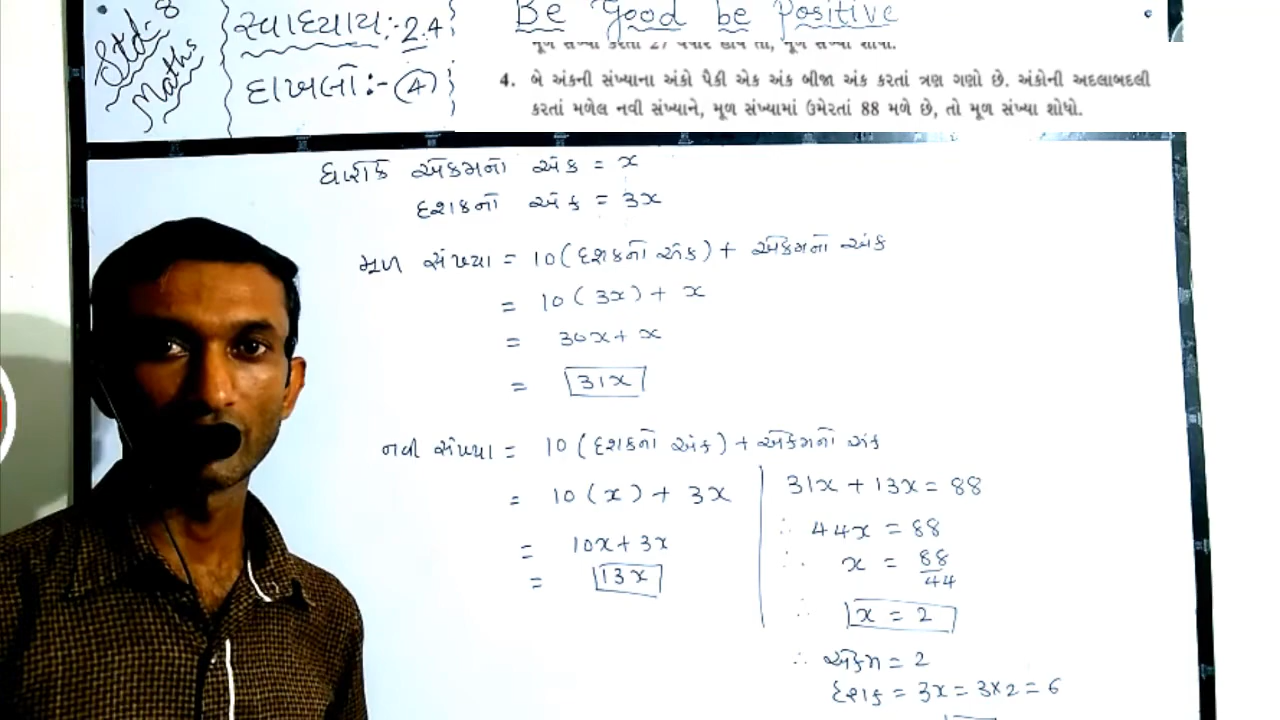 Std-8
Maths
સ્વાધ્યાય:- 2.4
દાખલો:- (4)
Be Good be Positive
મૂળ સંખ્યા કરતાં 27 વધારે હોય તો, મૂળ સંખ્યા શોધો.
4. બે અંકની સંખ્યાના અંકો પૈકી એક અંક બીજા અંક કરતાં ત્રણ ગણો છે. અંકોની અદલાબદલી
કરતાં મળેલ નવી સંખ્યાને, મૂળ સંખ્યામાં ઉમેરતાં 88 મળે છે, તો મૂળ સંખ્યા શોધો.
ધારોકે એકમનો અંક = x
દશકનો અંક = 3x
મૂળ સંખ્યા = 10(દશકનો અંક) + એકમનો અંક
= 10(3x) + x
= 30x + x
= 31x
નવી સંખ્યા = 10(દશકનો અંક) + એકમનો અંક
= 10(x) + 3x
= 10x + 3x
= 13x
31x + 13x = 88
∴ 44x = 88
∴ x = 88/44
∴ x = 2
∴ એકમ = 2
દશક = 3x = 3×2 = 6